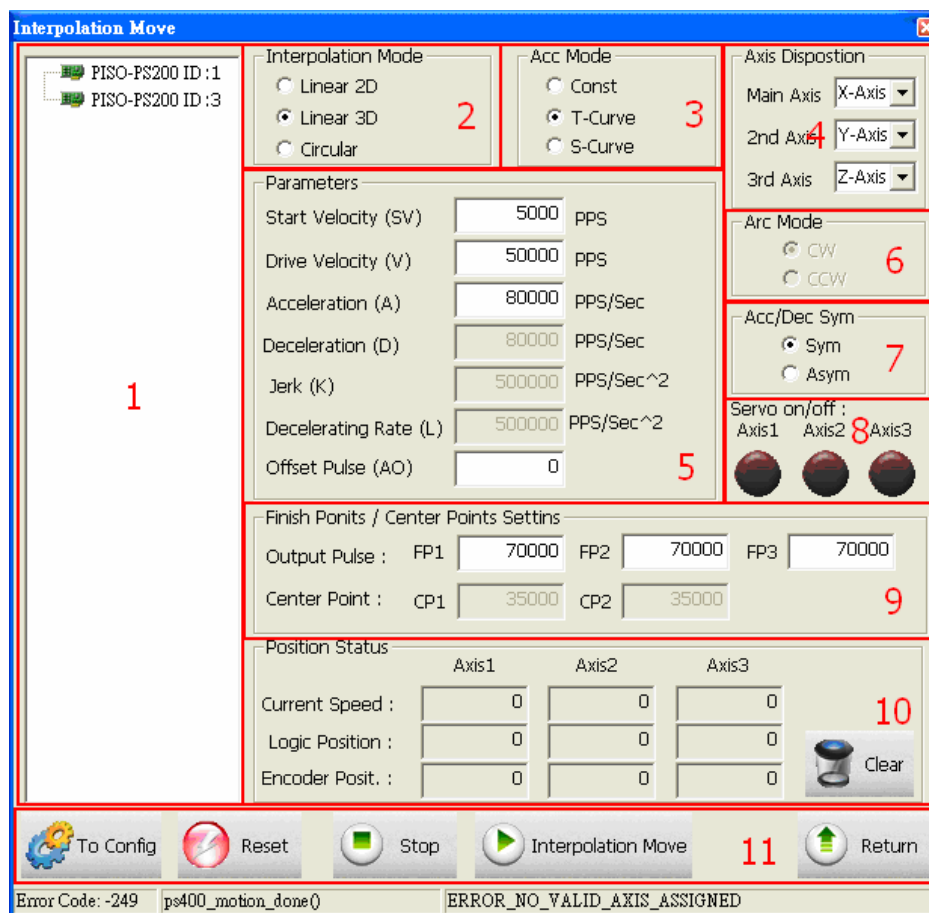 Interpolation Move
PISO-PS200 ID :1
PISO-PS200 ID :3
1
Interpolation Mode
Linear 2D
Linear 3D
Circular
2
Acc Mode
Const
T-Curve
S-Curve
3
Axis Dispostion
Main Axis X-Axis
2nd Axis Y-Axis
3rd Axis Z-Axis
4
Parameters
Start Velocity (SV) 5000 PPS
Drive Velocity (V) 50000 PPS
Acceleration (A) 80000 PPS/Sec
Deceleration (D) 80000 PPS/Sec
Jerk (K) 500000 PPS/Sec^2
Decelerating Rate (L) 500000 PPS/Sec^2
Offset Pulse (AO) 0
5
Arc Mode
CW
CCW
6
Acc/Dec Sym
Sym
Asym
7
Servo on/off :
Axis1 Axis2 Axis3
8
Finish Ponits / Center Points Settins
Output Pulse : FP1 70000 FP2 70000 FP3 70000
Center Point : CP1 35000 CP2 35000
9
Position Status
Axis1 Axis2 Axis3
Current Speed : 0 0 0
Logic Position : 0 0 0
Encoder Posit. : 0 0 0
10
Clear
To Config Reset Stop Interpolation Move 11 Return
Error Code: -249 ps400_motion_done() ERROR_NO_VALID_AXIS_ASSIGNED